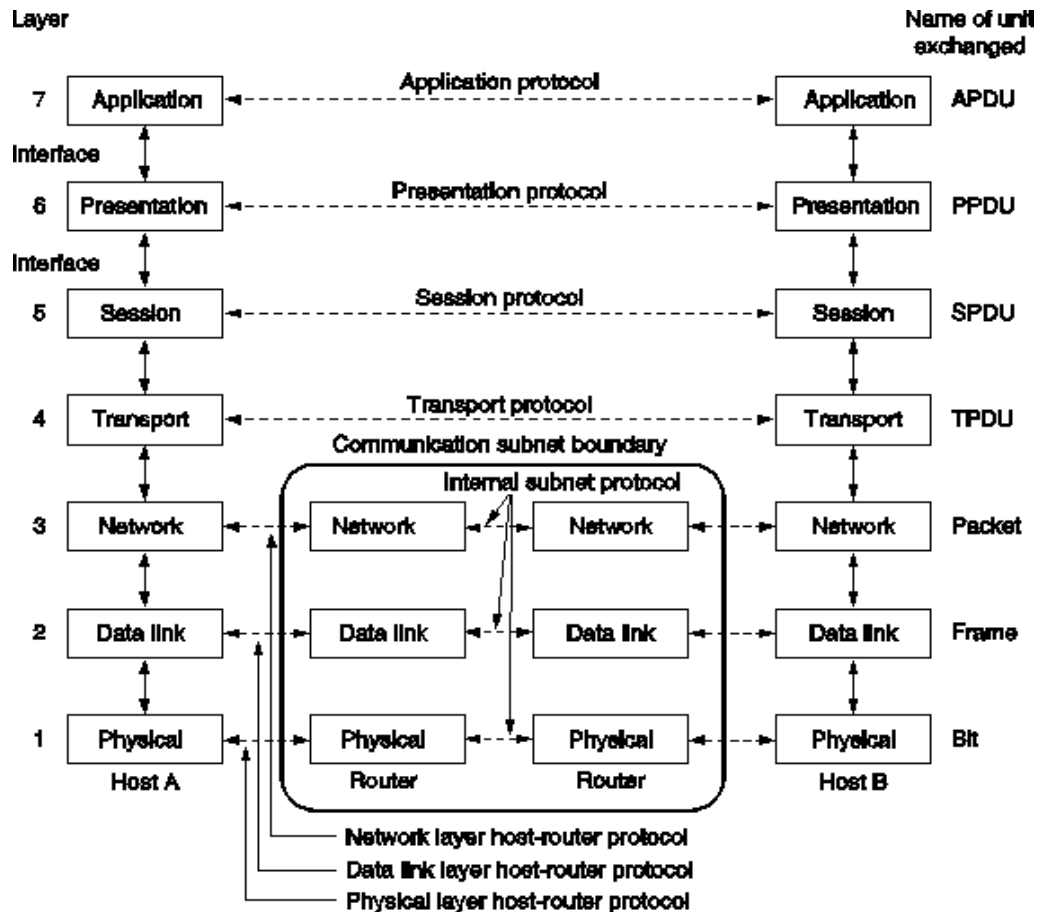 Layer
Name of unit
exchanged
7
Application
Application protocol
Application
APDU
Interface
6
Presentation
Presentation protocol
Presentation
PPDU
Interface
5
Session
Session protocol
Session
SPDU
4
Transport
Transport protocol
Transport
TPDU
Communication subnet boundary
Internal subnet protocol
3
Network
Network
Network
Network
Packet
2
Data link
Data link
Data link
Data link
Frame
1
Physical
Physical
Physical
Physical
Bit
Host A
Router
Router
Host B
Network layer host-router protocol
Data link layer host-router protocol
Physical layer host-router protocol